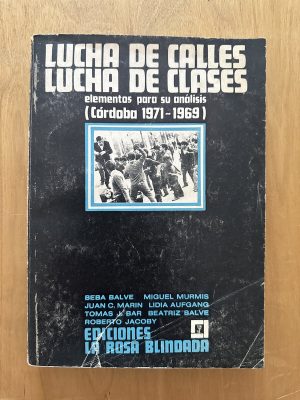 LUCHA DE CALLES
LUCHA DE CLASES
elementos para su análisis
(Córdoba 1971-1969)
BEBA BALVE MIGUEL MURMIS
JUAN C. MARIN LIDIA AUFGANG
TOMAS J. BAR BEATRIZ BALVE
ROBERTO JACOBY
EDICIONES
LA ROSA BLINDADA